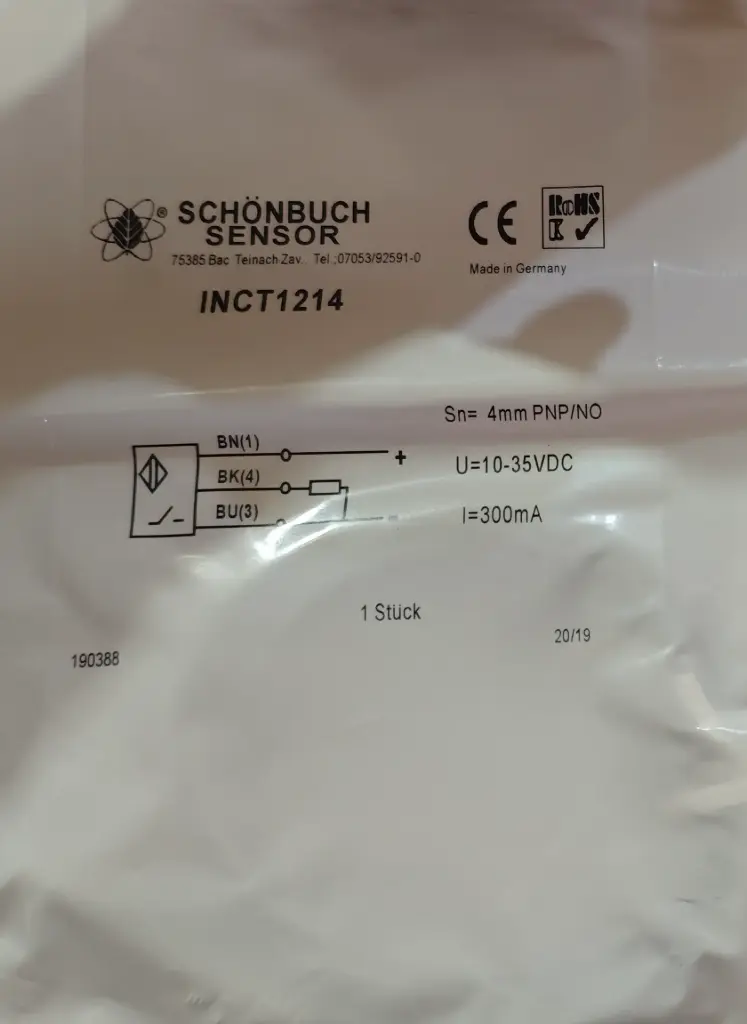 ®
SCHÖNBUCH
SENSOR
75385 Bac Teinach-Zav. Tel.:07053/92591-0
INCT1214
CE
RoHS
Made in Germany
Sn= 4mm PNP/NO
U=10-35VDC
I=300mA
BN(1)
+
BK(4)
BU(3)
-
1 Stück
20/19
190388